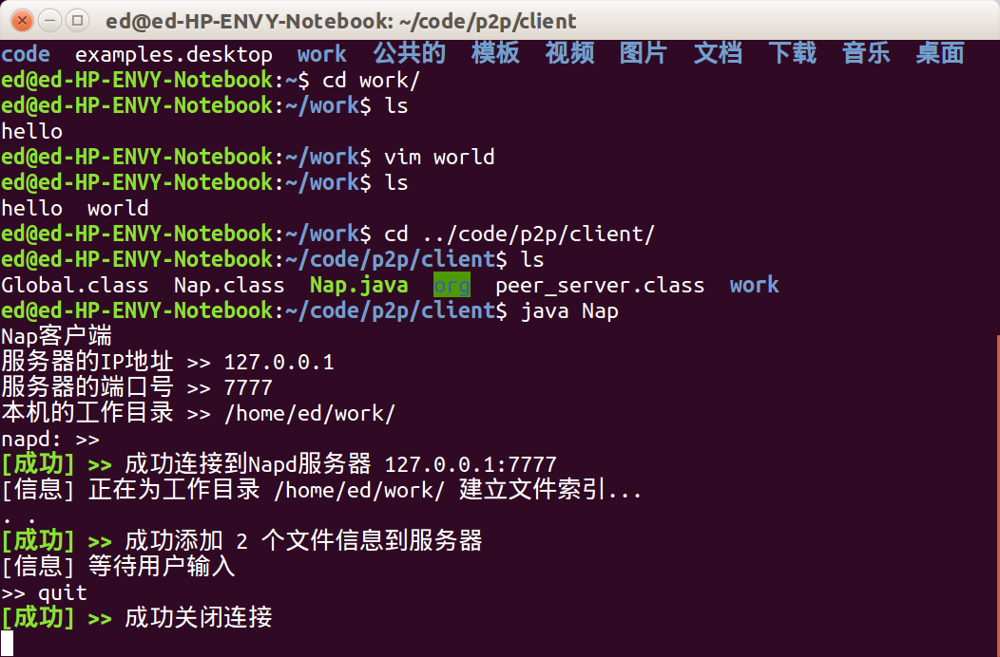 ed@ed-HP-ENVY-Notebook: ~/code/p2p/client
code  examples.desktop  work  公共的  模板  视频  图片  文档  下载  音乐  桌面
ed@ed-HP-ENVY-Notebook:~$ cd work/
ed@ed-HP-ENVY-Notebook:~/work$ ls
hello
ed@ed-HP-ENVY-Notebook:~/work$ vim world
ed@ed-HP-ENVY-Notebook:~/work$ ls
hello  world
ed@ed-HP-ENVY-Notebook:~/work$ cd ../code/p2p/client/
ed@ed-HP-ENVY-Notebook:~/code/p2p/client$ ls
Global.class  Nap.class  Nap.java  org  peer_server.class  work
ed@ed-HP-ENVY-Notebook:~/code/p2p/client$ java Nap
Nap客户端
服务器的IP地址 >> 127.0.0.1
服务器的端口号 >> 7777
本机的工作目录 >> /home/ed/work/
napd: >>
[成功] >> 成功连接到Napd服务器 127.0.0.1:7777
[信息] 正在为工作目录 /home/ed/work/ 建立文件索引...
. .
[成功] >> 成功添加 2 个文件信息到服务器
[信息] 等待用户输入
>> quit
[成功] >> 成功关闭连接